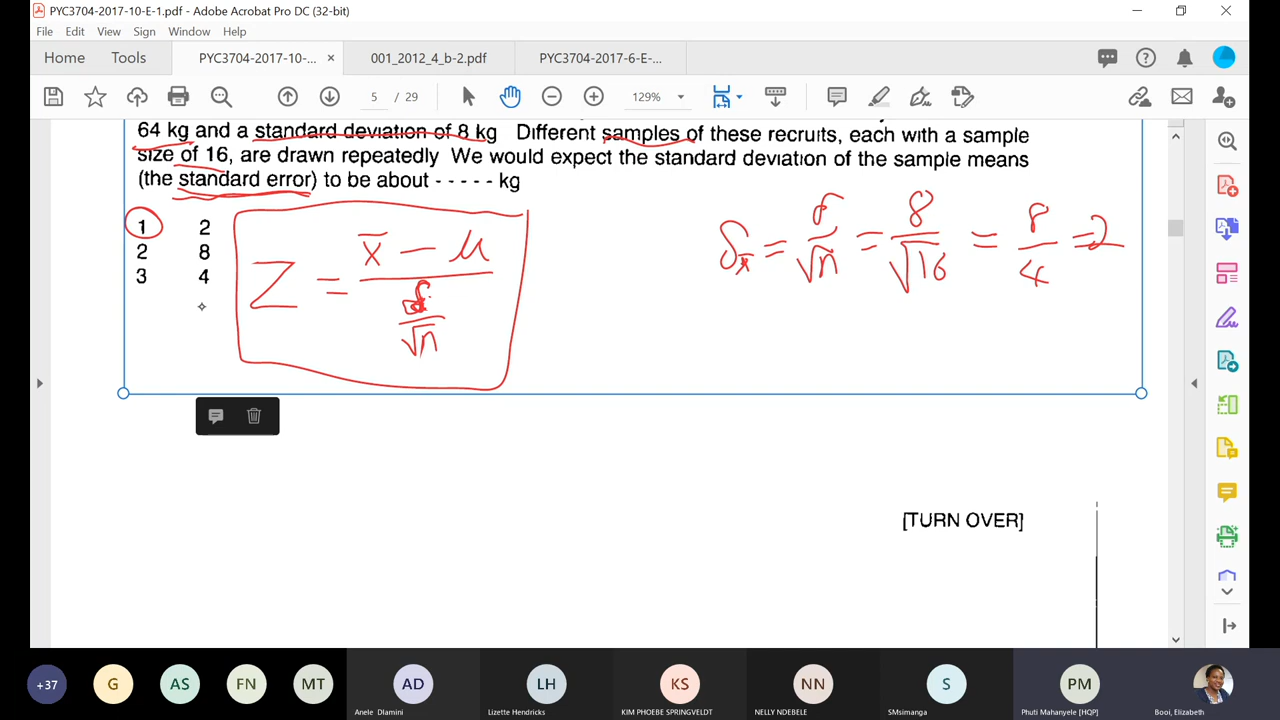 PYC3704-2017-10-E-1.pdf - Adobe Acrobat Pro DC (32-bit)
File Edit View Sign Window Help
Home Tools PYC3704-2017-10-... × 001_2012_4_b-2.pdf PYC3704-2017-6-E-...
5 / 29 129%
64 kg and a standard deviation of 8 kg Different samples of these recruits, each with a sample
size of 16, are drawn repeatedly We would expect the standard deviation of the sample means
(the standard error) to be about - - - - - kg
1 2
2 8
3 4
Z = x̄ − μ / σ/√n
σx̄ = σ/√n = 8/√16 = 8/4 = 2
[TURN OVER]
+37 G AS FN MT AD LH KS NN S PM
Anele Dlamini Lizette Hendricks KIM PHOEBE SPRINGVELDT NELLY NDEBELE SMsimanga Phuti Mahanyele [HQP] Booi, Elizabeth